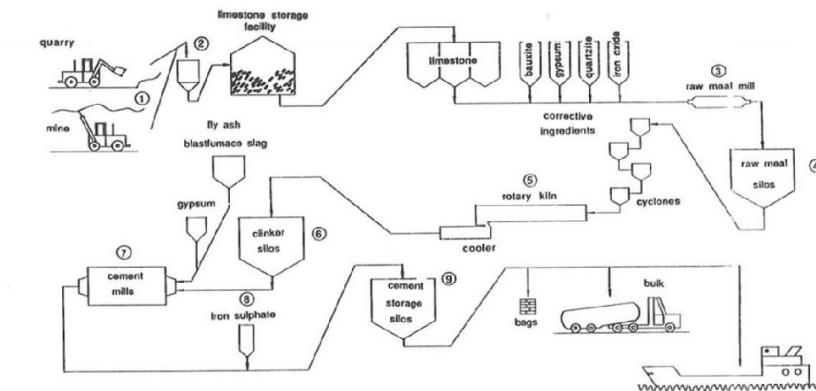 limestone storage
facility
quarry
②
①
mine
limestone
bauxite
gypsum
quartzite
iron oxide
③
raw meal mill
corrective
ingredients
fly ash
blastfurnace slag
raw meal
silos
④
⑤
rotary kiln
cyclones
cooler
gypsum
clinker
silos
⑥
⑦
cement
mills
⑧
Iron sulphate
cement
storage
silos
⑨
bags
bulk